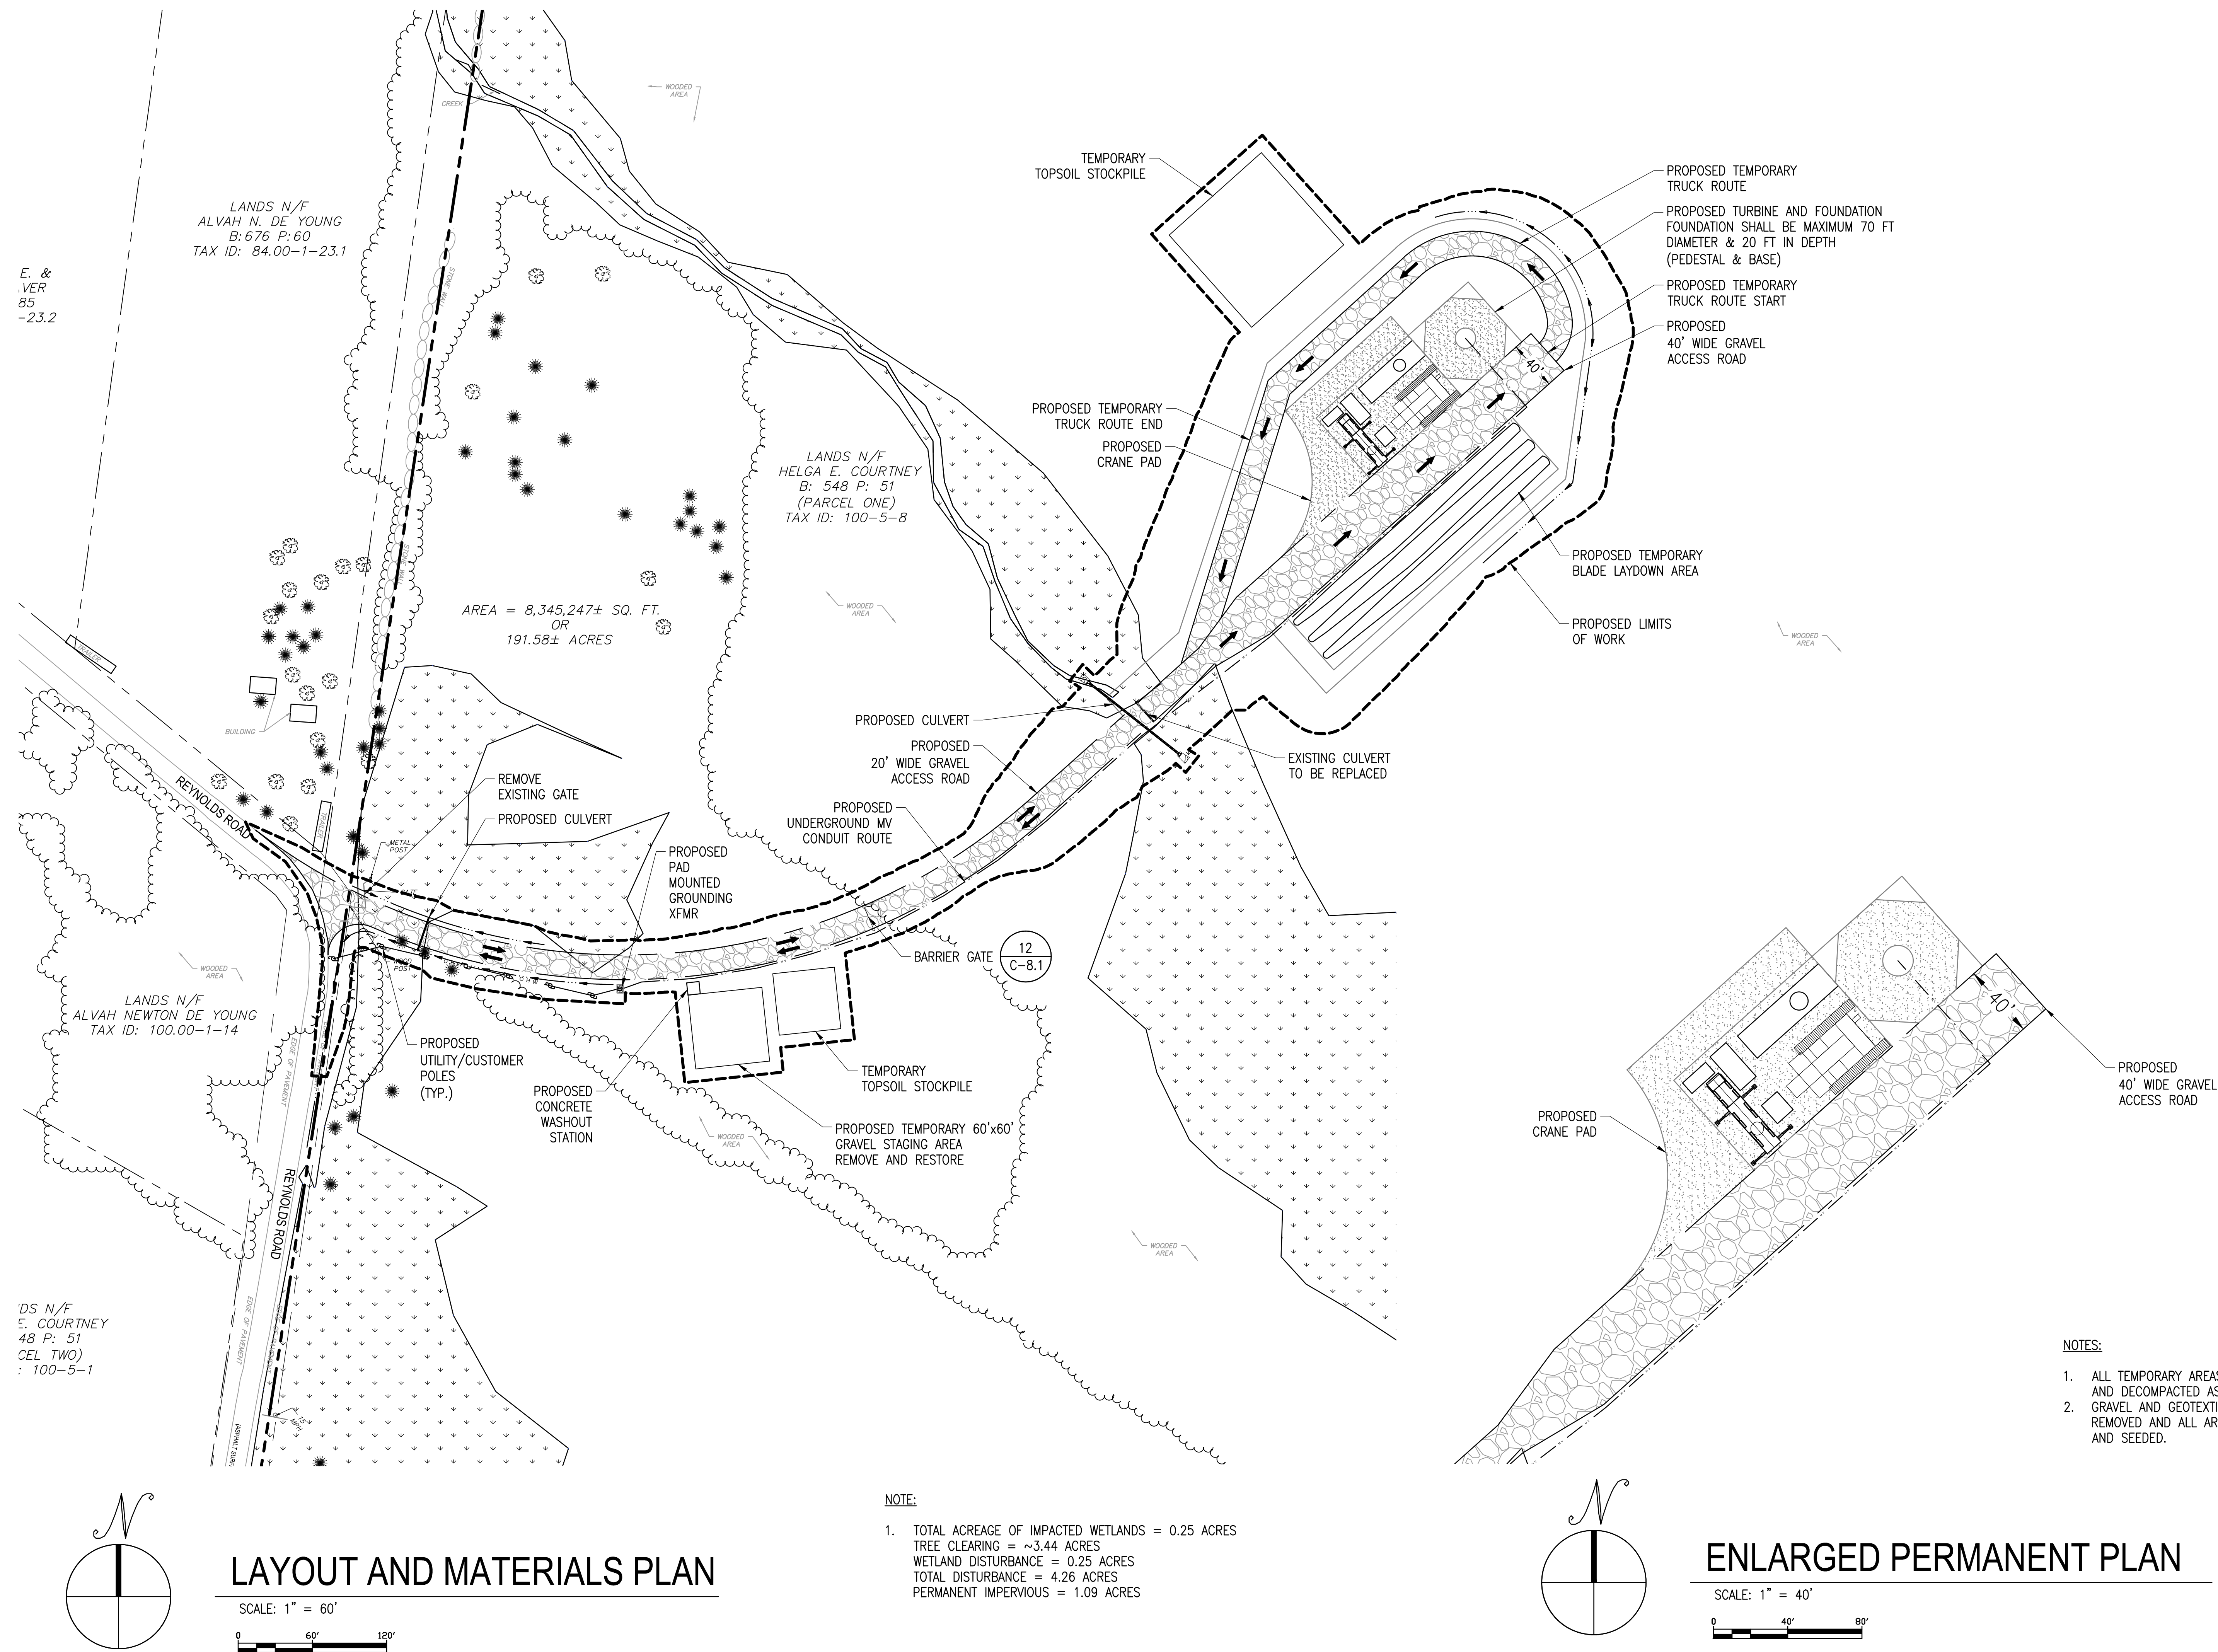 WOODED
AREA
CREEK
TEMPORARY
TOPSOIL STOCKPILE
PROPOSED TEMPORARY
TRUCK ROUTE
PROPOSED TURBINE AND FOUNDATION
FOUNDATION SHALL BE MAXIMUM 70 FT
DIAMETER & 20 FT IN DEPTH
(PEDESTAL & BASE)
PROPOSED TEMPORARY
TRUCK ROUTE START
PROPOSED
40' WIDE GRAVEL
ACCESS ROAD
40'
LANDS N/F
ALVAH N. DE YOUNG
B:676 P:60
TAX ID: 84.00-1-23.1
E. &
VER
85
-23.2
STONE WALL
PROPOSED TEMPORARY
TRUCK ROUTE END
PROPOSED
CRANE PAD
LANDS N/F
HELGA E. COURTNEY
B: 548 P: 51
(PARCEL ONE)
TAX ID: 100-5-8
STONE WALL
PROPOSED TEMPORARY
BLADE LAYDOWN AREA
PROPOSED LIMITS
OF WORK
WOODED
AREA
AREA = 8,345,247± SQ. FT.
OR
191.58± ACRES
WOODED
AREA
TRAILER
BUILDING
REYNOLDS ROAD
TRAILER
PROPOSED CULVERT
PROPOSED
20' WIDE GRAVEL
ACCESS ROAD
EXISTING CULVERT
TO BE REPLACED
REMOVE
EXISTING GATE
PROPOSED CULVERT
PROPOSED
UNDERGROUND MV
CONDUIT ROUTE
METAL
POST
GATE
PROPOSED
PAD
MOUNTED
GROUNDING
XFMR
BARRIER GATE
12
C-8.1
WOOD
POST
WOODED
AREA
LANDS N/F
ALVAH NEWTON DE YOUNG
TAX ID: 100.00-1-14
EDGE OF PAVEMENT
PROPOSED
UTILITY/CUSTOMER
POLES
(TYP.)
PROPOSED
CONCRETE
WASHOUT
STATION
TEMPORARY
TOPSOIL STOCKPILE
PROPOSED TEMPORARY 60'x60'
GRAVEL STAGING AREA
REMOVE AND RESTORE
WOODED
AREA
WOODED
AREA
REYNOLDS ROAD
EDGE OF PAVEMENT
(ASPHALT SURF.
15
MPH
DS N/F
E. COURTNEY
48 P: 51
CEL TWO)
: 100-5-1
40'
PROPOSED
40' WIDE GRAVEL
ACCESS ROAD
PROPOSED
CRANE PAD
NOTES:
1. ALL TEMPORARY AREAS
AND DECOMPACTED AS
2. GRAVEL AND GEOTEXTI
REMOVED AND ALL AR
AND SEEDED.
N
LAYOUT AND MATERIALS PLAN
SCALE: 1" = 60'
0 60' 120'
NOTE:
1. TOTAL ACREAGE OF IMPACTED WETLANDS = 0.25 ACRES
TREE CLEARING = ~3.44 ACRES
WETLAND DISTURBANCE = 0.25 ACRES
TOTAL DISTURBANCE = 4.26 ACRES
PERMANENT IMPERVIOUS = 1.09 ACRES
N
ENLARGED PERMANENT PLAN
SCALE: 1" = 40'
0 40' 80'